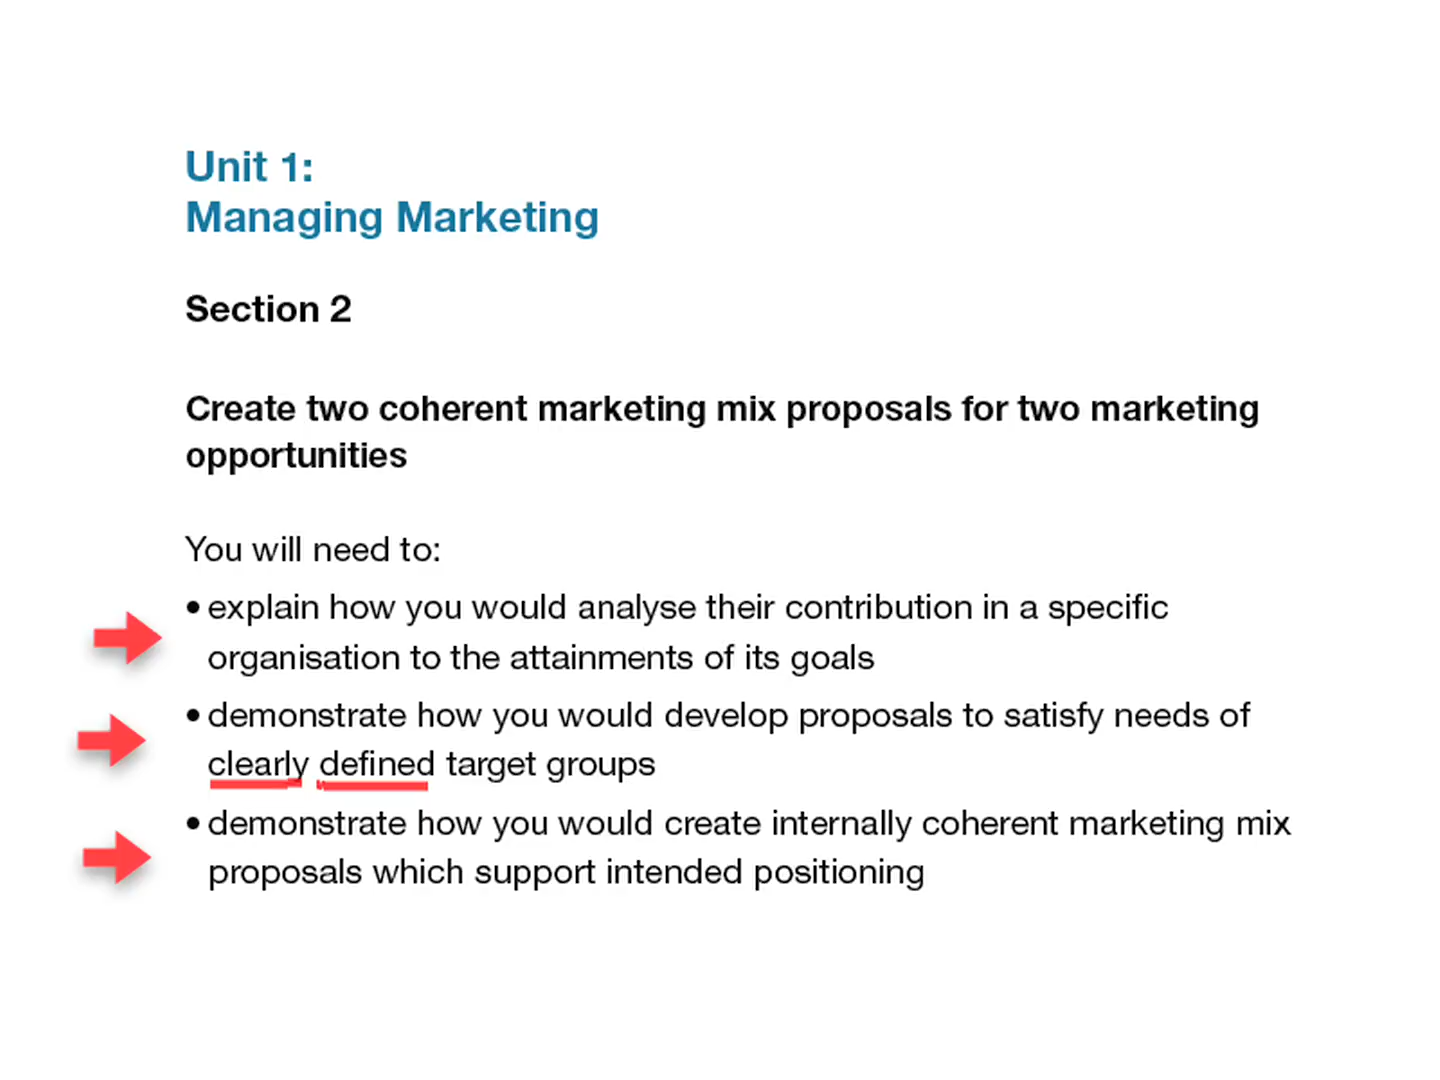 Unit 1:
Managing Marketing
Section 2
Create two coherent marketing mix proposals for two marketing
opportunities
You will need to:
• explain how you would analyse their contribution in a specific
organisation to the attainments of its goals
• demonstrate how you would develop proposals to satisfy needs of
clearly defined target groups
• demonstrate how you would create internally coherent marketing mix
proposals which support intended positioning